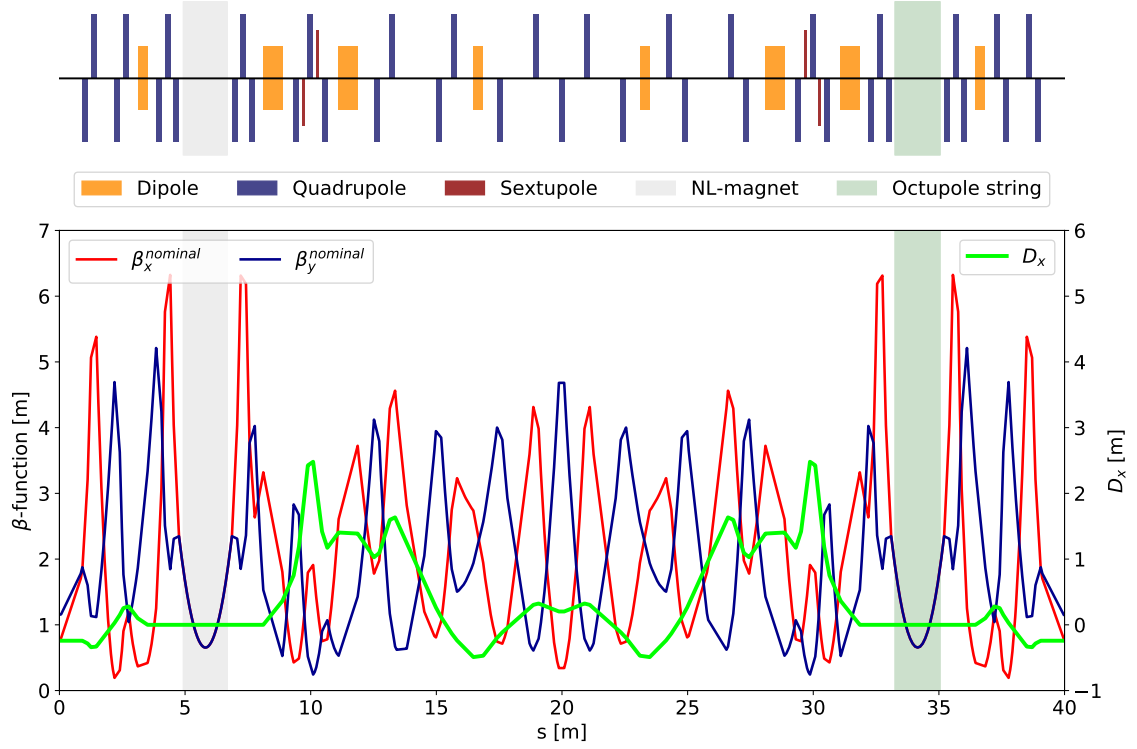 Dipole Quadrupole Sextupole NL-magnet Octupole string
β_x^{nominal} β_y^{nominal} D_x
7
6
5
4
3
2
1
0
β-function [m]
6
5
4
3
2
1
0
−1
D_x [m]
0 5 10 15 20 25 30 35 40
s [m]